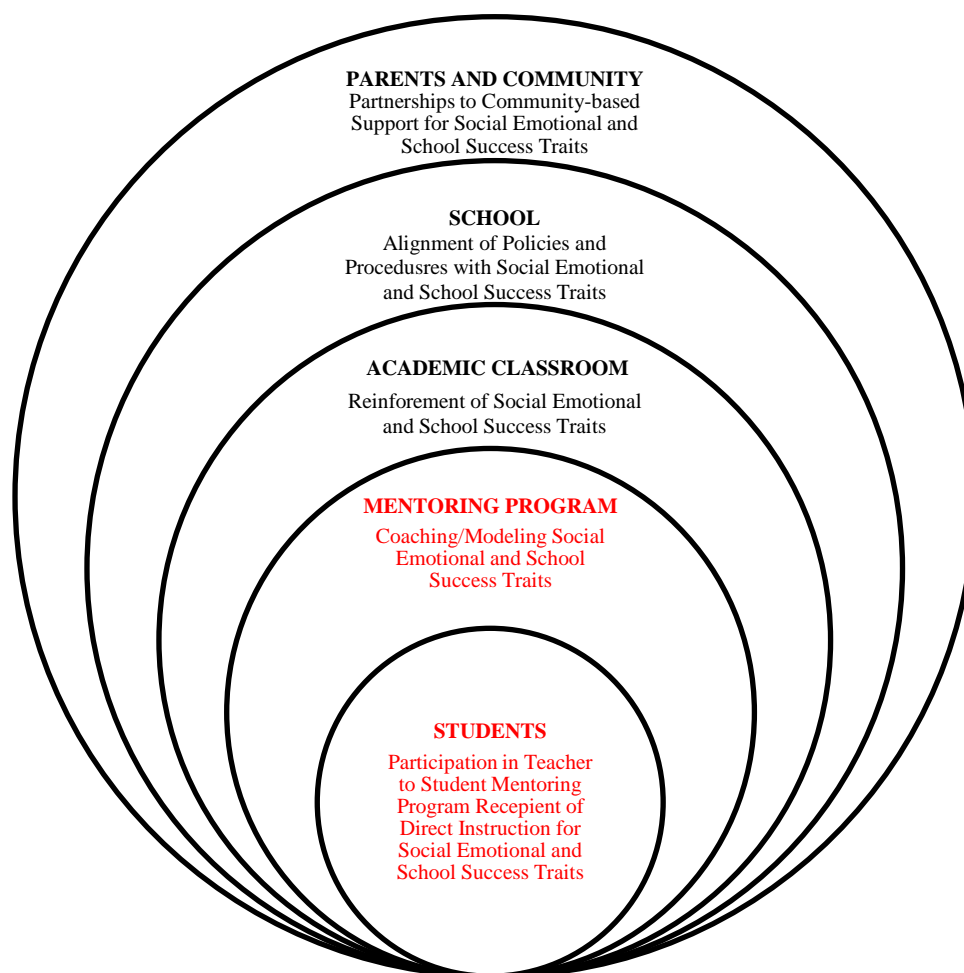 PARENTS AND COMMUNITY
Partnerships to Community-based
Support for Social Emotional and
School Success Traits
SCHOOL
Alignment of Policies and
Procedusres with Social Emotional
and School Success Traits
ACADEMIC CLASSROOM
Reinforement of Social Emotional
and School Success Traits
MENTORING PROGRAM
Coaching/Modeling Social
Emotional and School
Success Traits
STUDENTS
Participation in Teacher
to Student Mentoring
Program Recepient of
Direct Instruction for
Social Emotional and
School Success Traits